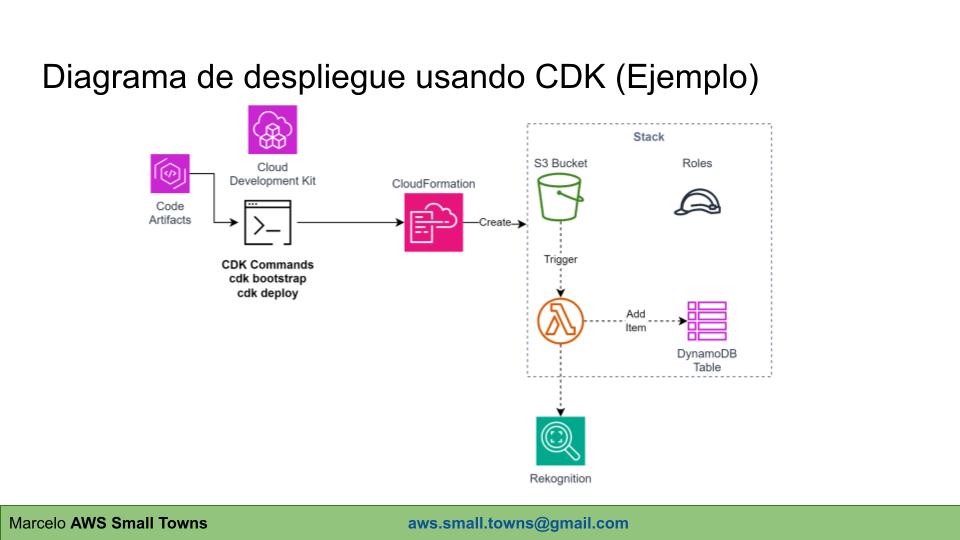 Diagrama de despliegue usando CDK (Ejemplo)
Cloud
Development Kit
Code
Artifacts
CDK Commands
cdk bootstrap
cdk deploy
CloudFormation
Create
Stack
S3 Bucket
Roles
Trigger
Add
Item
DynamoDB
Table
Rekognition
Marcelo AWS Small Towns
aws.small.towns@gmail.com